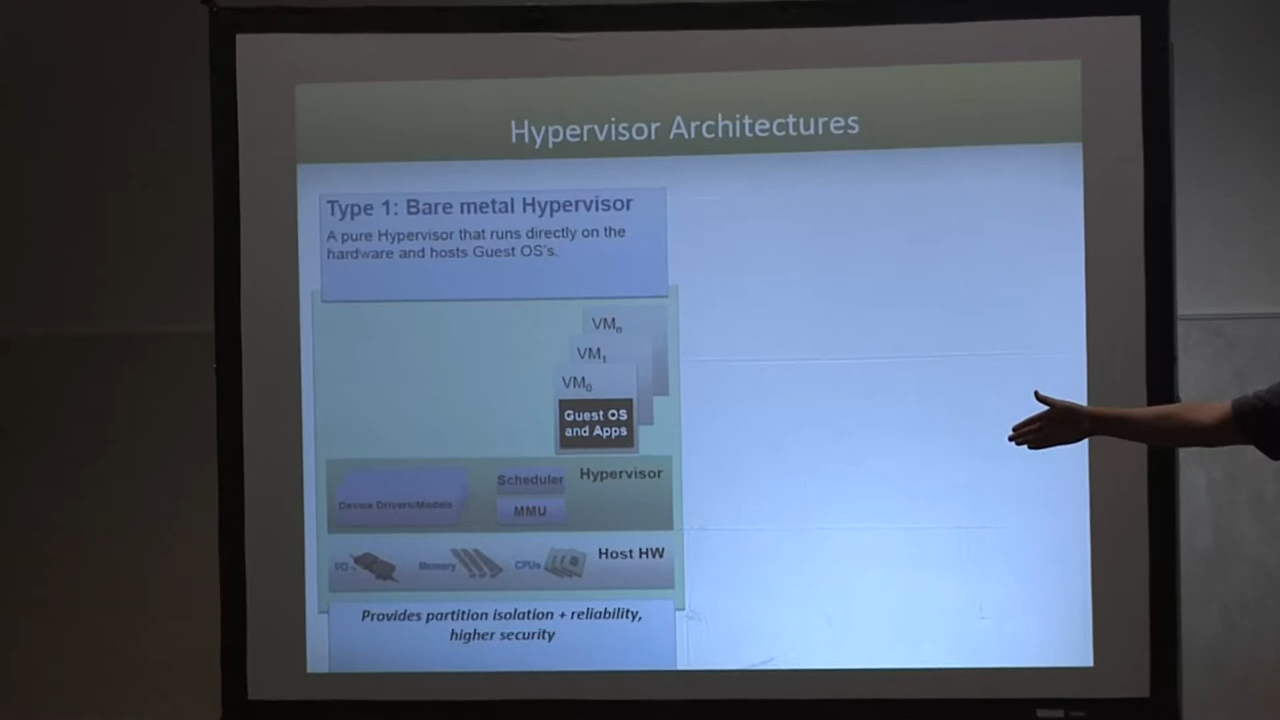 Hypervisor Architectures
Type 1: Bare metal Hypervisor
A pure Hypervisor that runs directly on the
hardware and hosts Guest OS's.
VMn
VM1
VM0
Guest OS
and Apps
Hypervisor
Scheduler
Device Drivers/Models
MMU
Host HW
I/O
Memory
CPUs
Provides partition isolation + reliability,
higher security